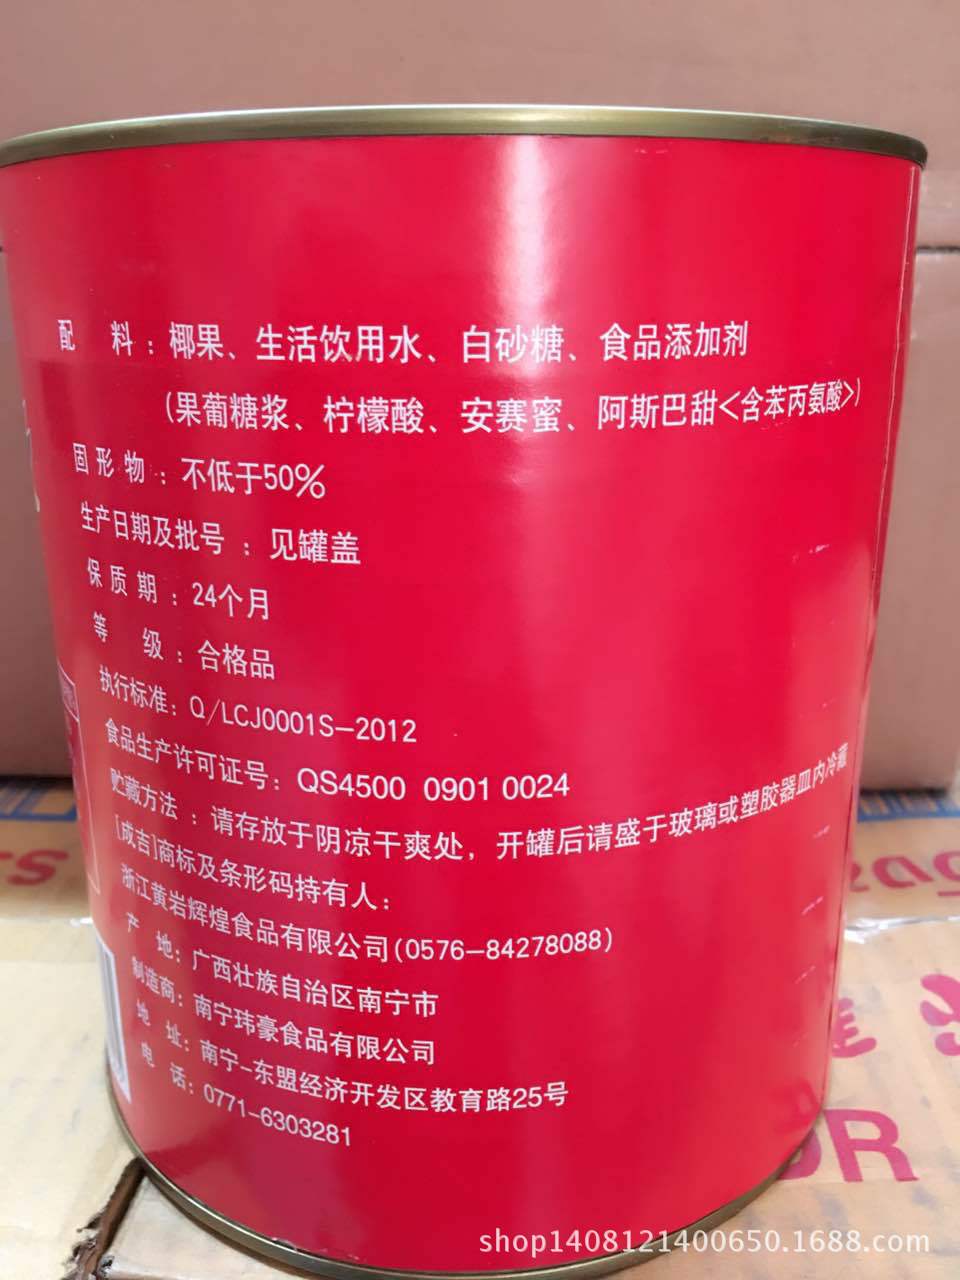 配 料：椰果、生活饮用水、白砂糖、食品添加剂
(果葡糖浆、柠檬酸、安赛蜜、阿斯巴甜<含苯丙氨酸>)
固形物：不低于50%
生产日期及批号：见罐盖
保质期：24个月
等 级：合格品
执行标准：Q/LCJ0001S-2012
食品生产许可证号：QS4500 0901 0024
贮藏方法：请存放于阴凉干爽处，开罐后请盛于玻璃或塑胶器皿内冷藏
[成吉]商标及条形码持有人：
浙江黄岩辉煌食品有限公司(0576-84278088)
产 地：广西壮族自治区南宁市
制造商：南宁玮豪食品有限公司
地 址：南宁-东盟经济开发区教育路25号
电 话：0771-6303281
shop1408121400650.1688.com